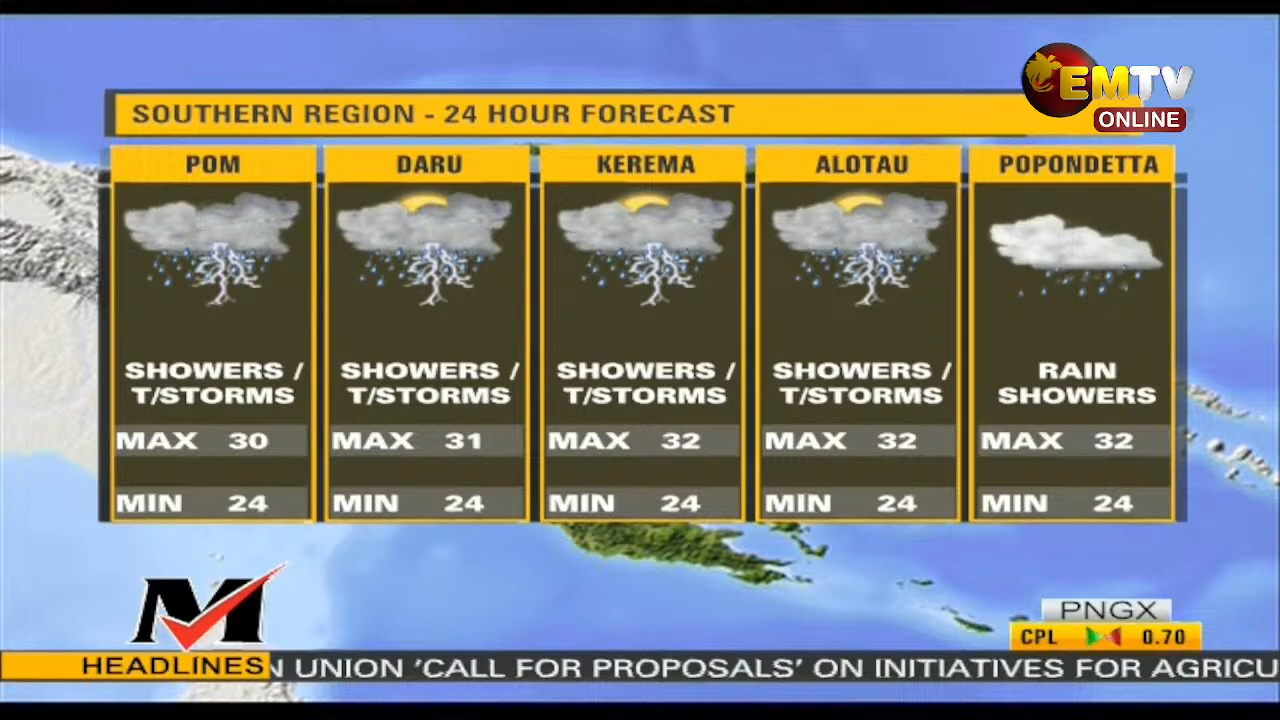 EMTV
ONLINE
SOUTHERN REGION - 24 HOUR FORECAST
POM
SHOWERS /
T/STORMS
MAX 30
MIN 24
DARU
SHOWERS /
T/STORMS
MAX 31
MIN 24
KEREMA
SHOWERS /
T/STORMS
MAX 32
MIN 24
ALOTAU
SHOWERS /
T/STORMS
MAX 32
MIN 24
POPONDETTA
RAIN
SHOWERS
MAX 32
MIN 24
M
PNGX
CPL 0.70
HEADLINES
N UNION 'CALL FOR PROPOSALS' ON INITIATIVES FOR AGRICU